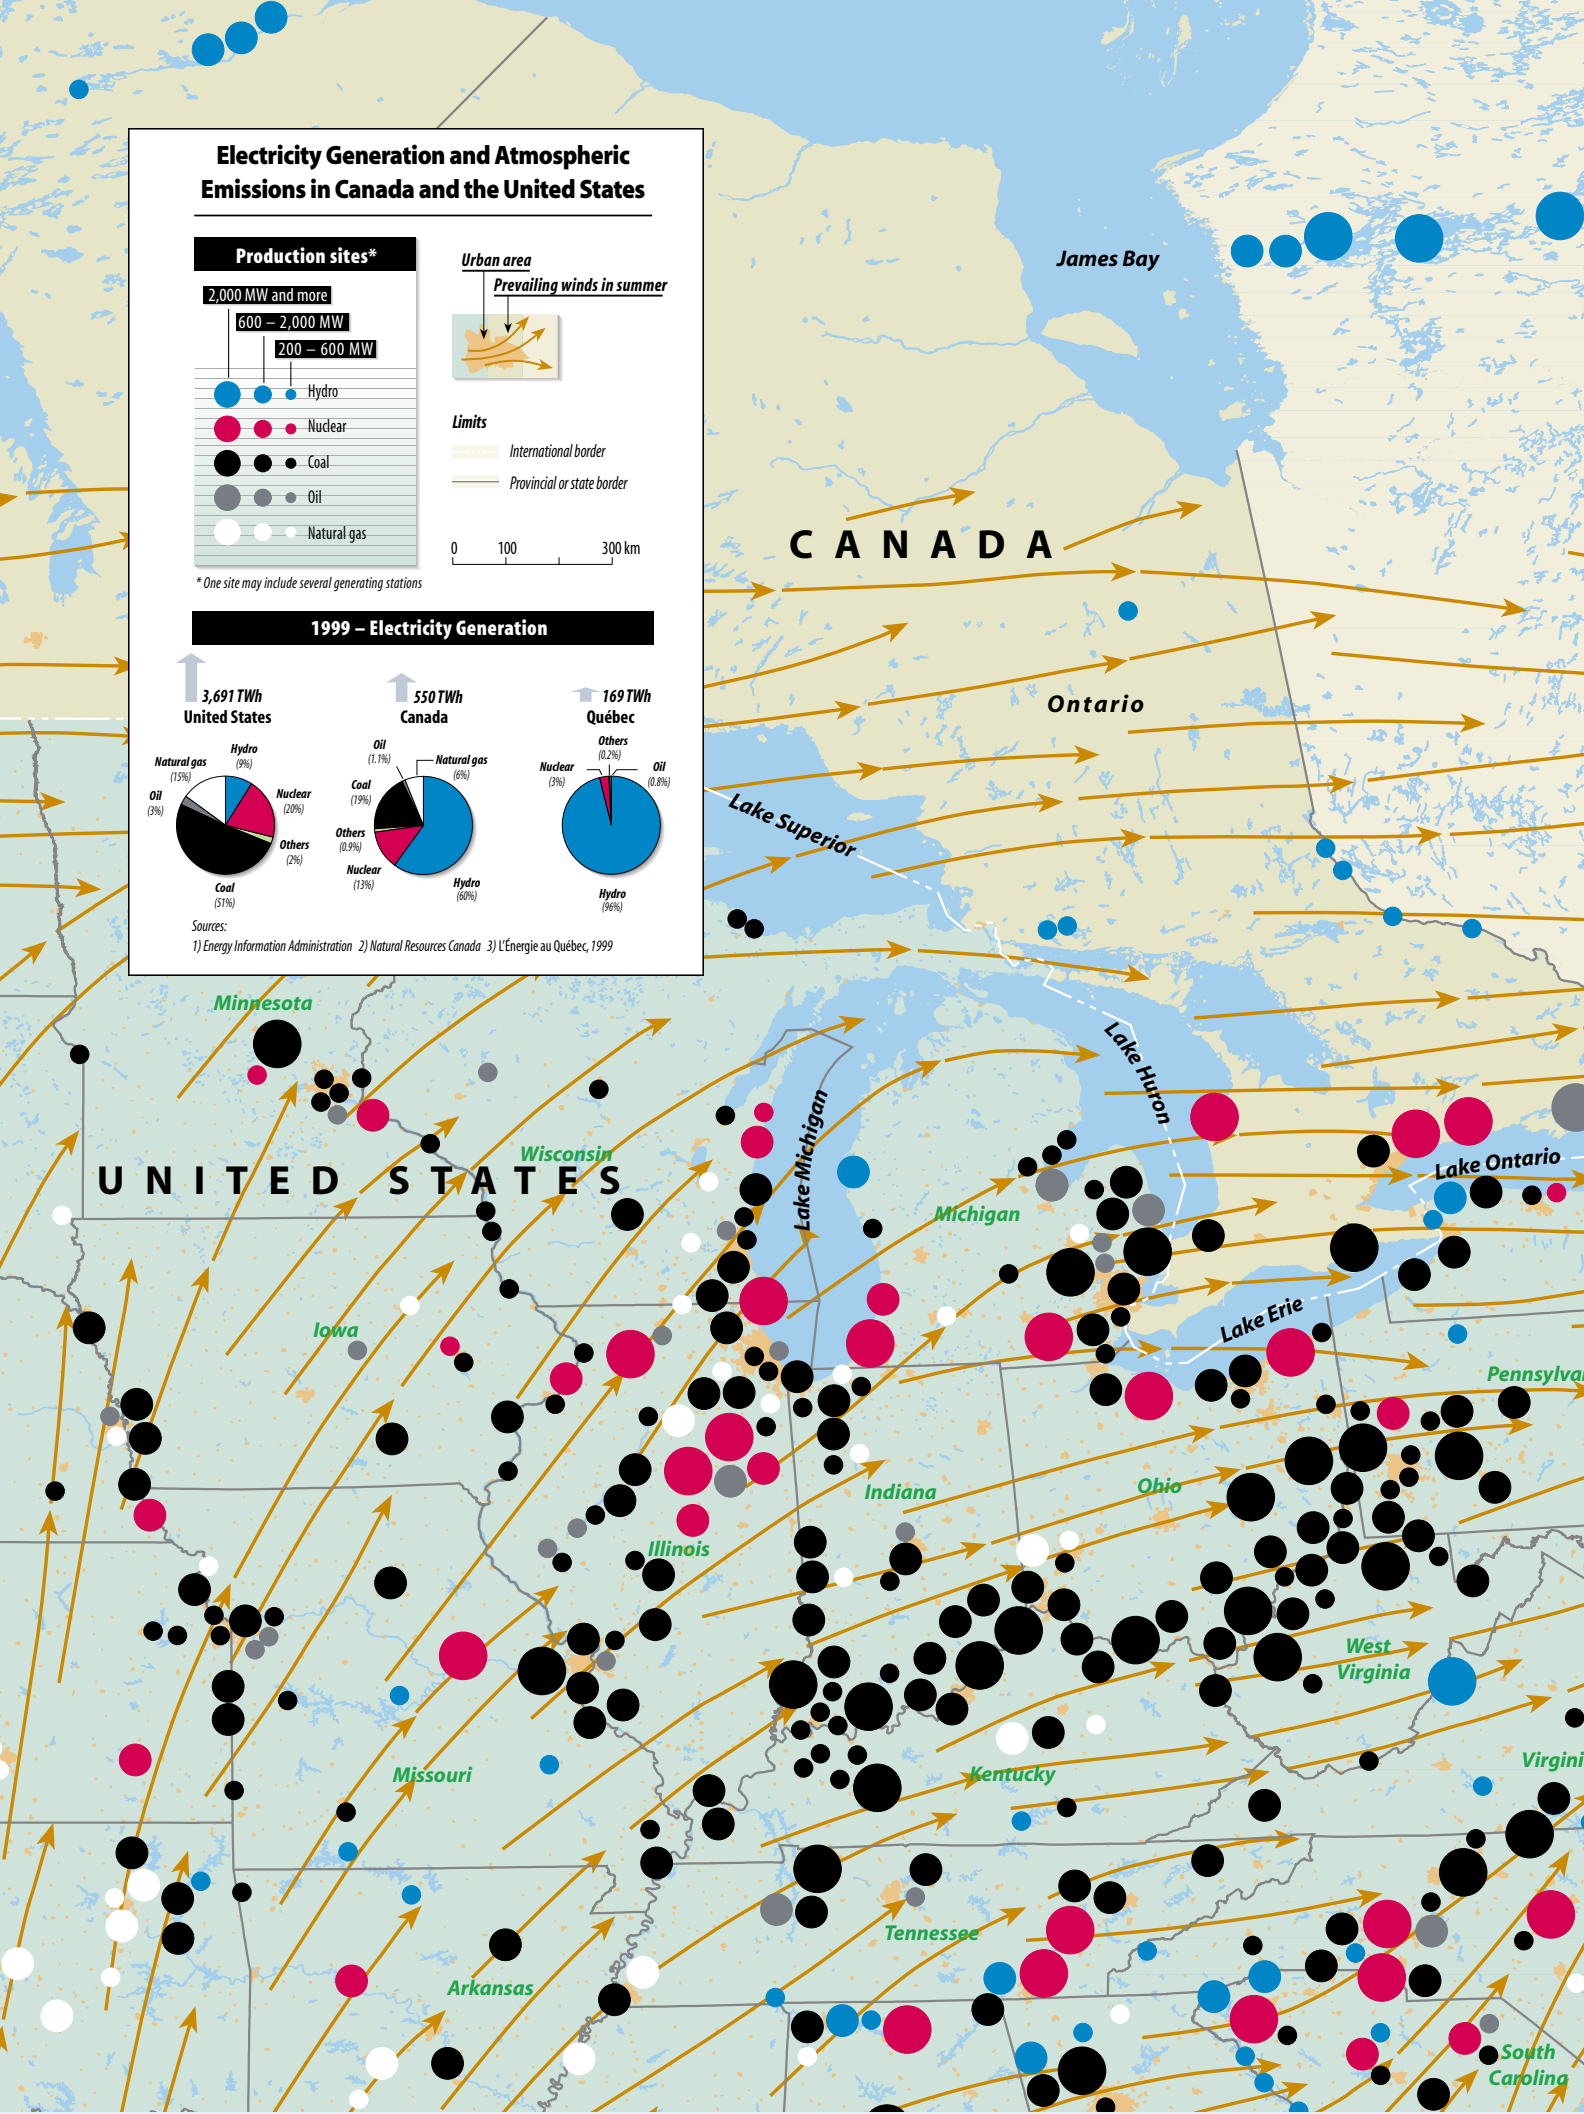 Electricity Generation and Atmospheric
Emissions in Canada and the United States
Production sites*
2,000 MW and more
600 – 2,000 MW
200 – 600 MW
Hydro
Nuclear
Coal
Oil
Natural gas
* One site may include several generating stations
Urban area
Prevailing winds in summer
Limits
International border
Provincial or state border
0 100 300 km
1999 – Electricity Generation
3,691 TWh
United States
Natural gas
(15%)
Hydro
(9%)
Oil
(3%)
Nuclear
(20%)
Others
(2%)
Coal
(51%)
550 TWh
Canada
Oil
(1.1%)
Natural gas
(6%)
Coal
(19%)
Others
(0.9%)
Nuclear
(13%)
Hydro
(60%)
169 TWh
Québec
Others
(0.2%)
Nuclear
(3%)
Oil
(0.8%)
Hydro
(96%)
Sources:
1) Energy Information Administration 2) Natural Resources Canada 3) L'Énergie au Québec, 1999
James Bay
CANADA
Ontario
Lake Superior
Minnesota
Lake Huron
Lake Michigan
Wisconsin
UNITED STATES
Lake Ontario
Michigan
Lake Erie
Iowa
Pennsylva
Indiana
Ohio
Illinois
West
Virginia
Missouri
Kentucky
Virgini
Tennessee
Arkansas
South
Carolina